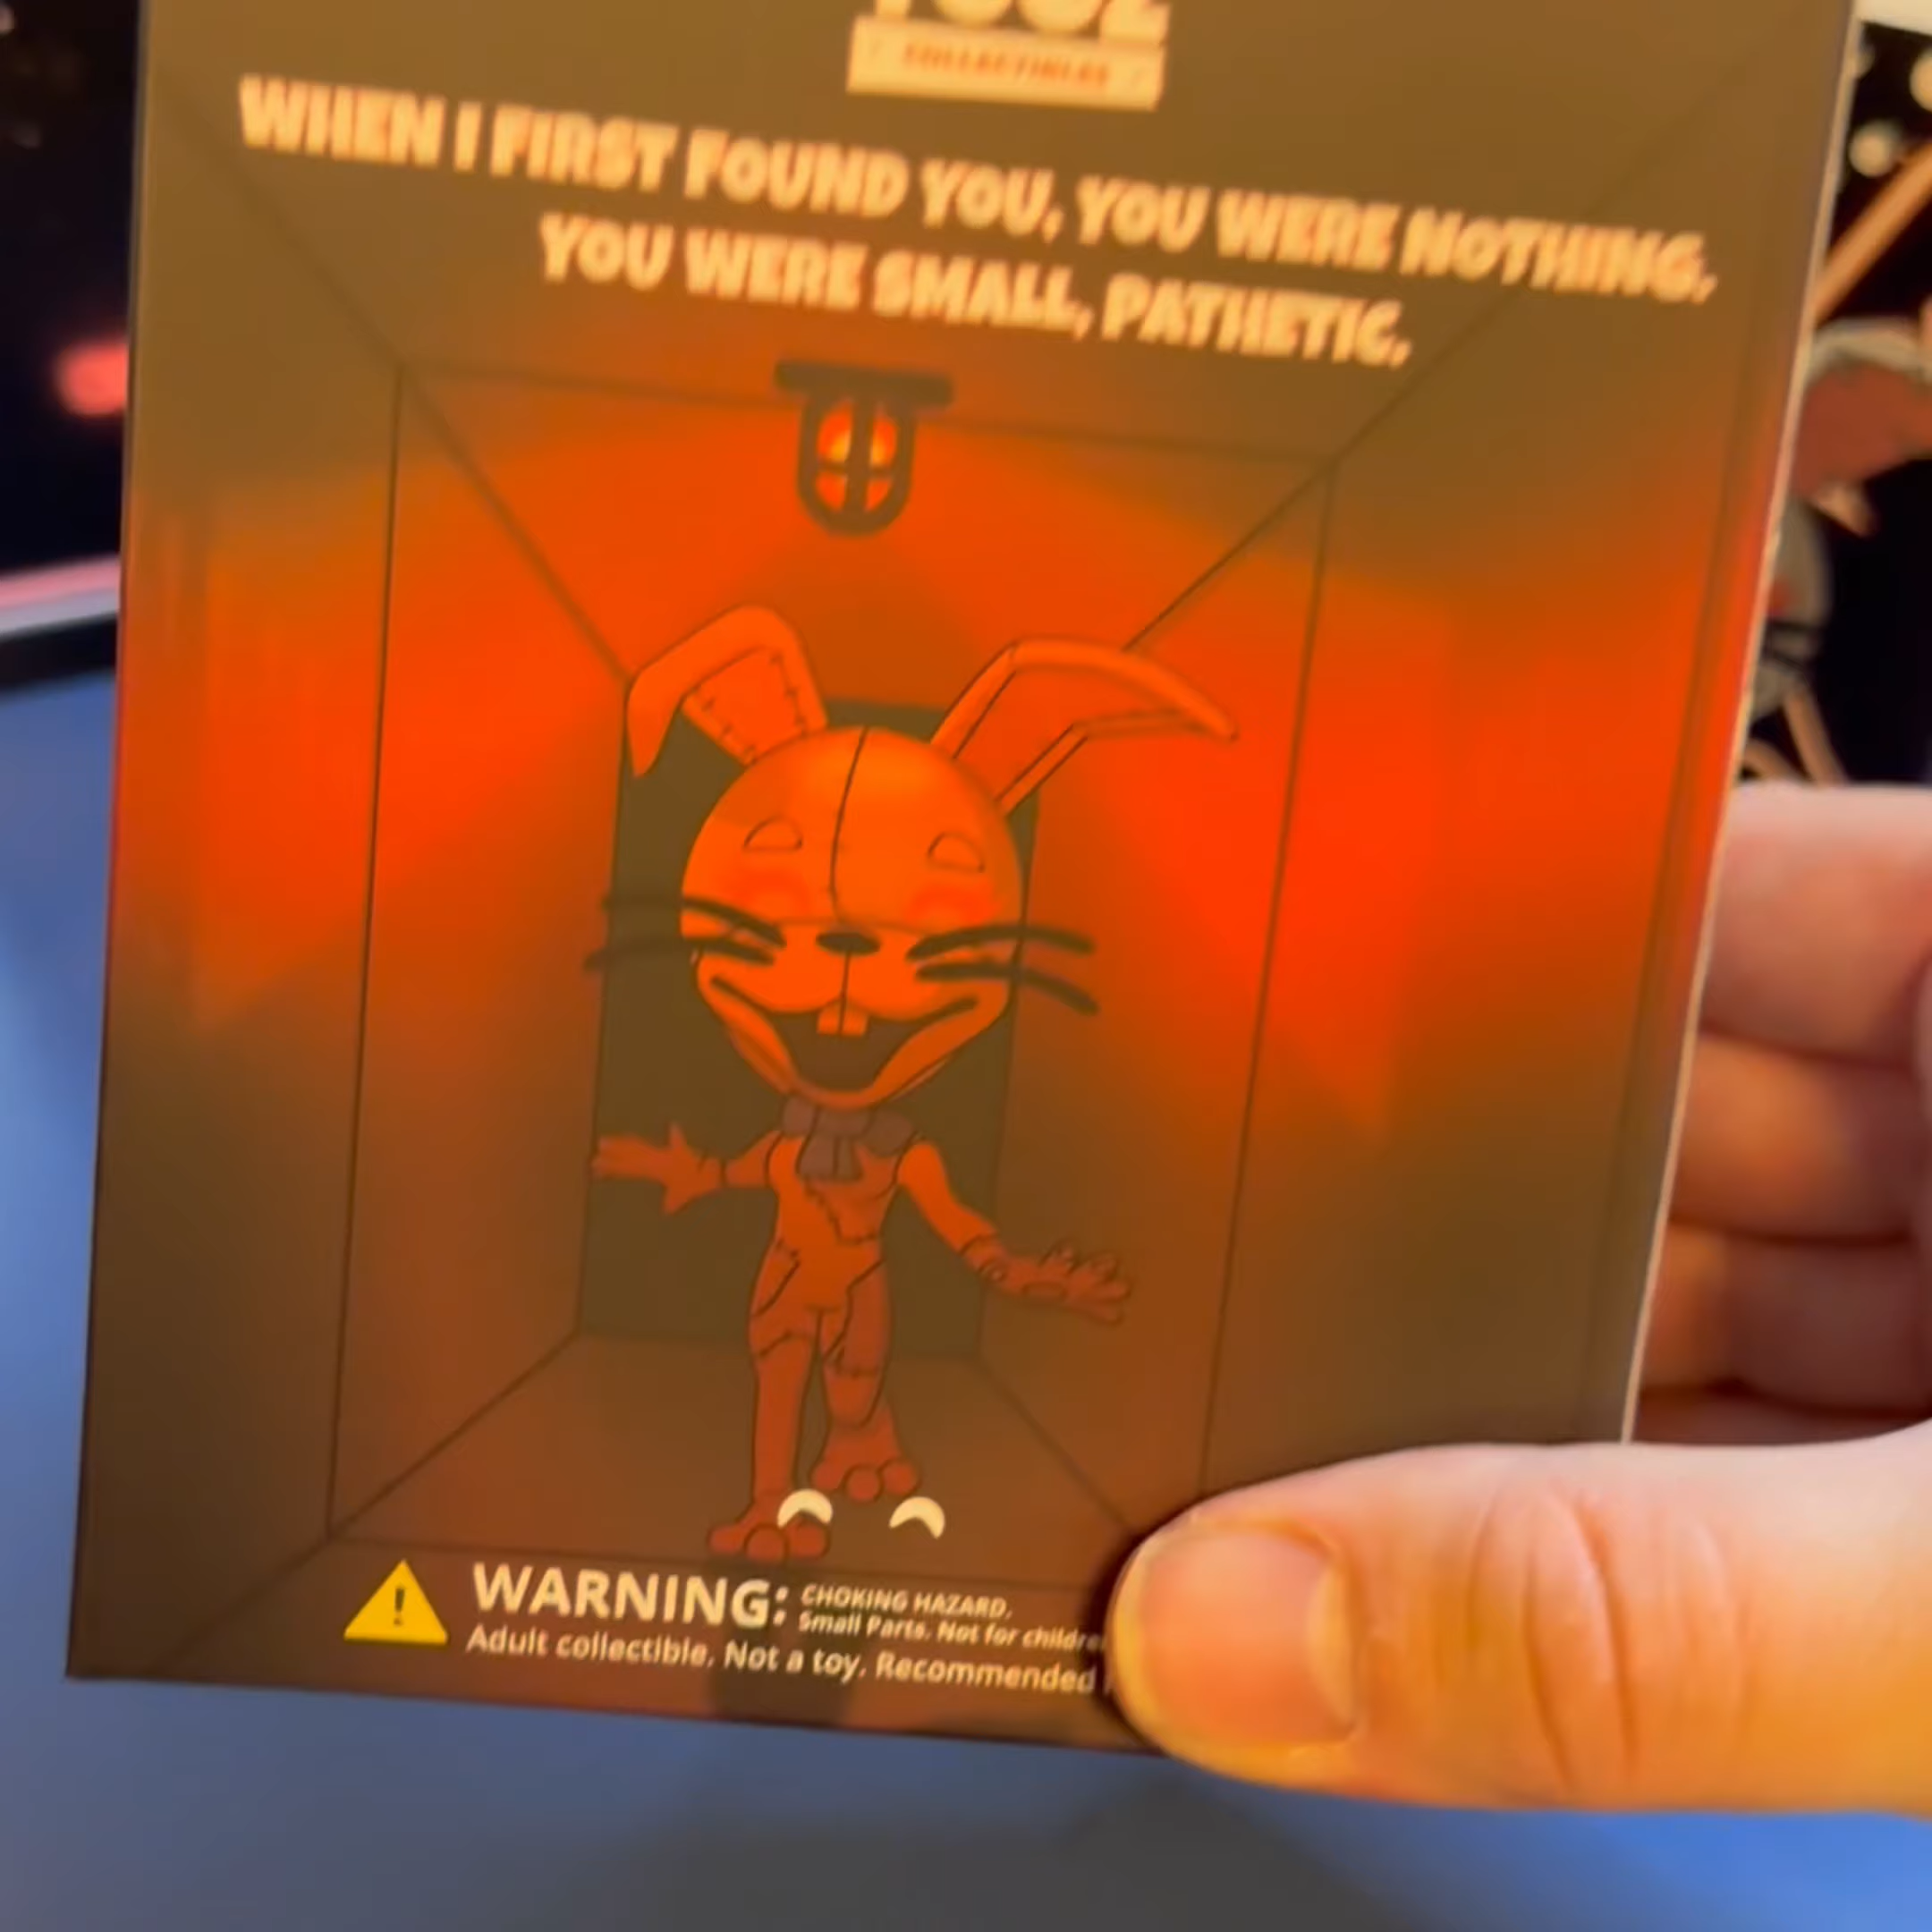 COLLECTIBLES
WHEN I FIRST FOUND YOU, YOU WERE NOTHING.
YOU WERE SMALL, PATHETIC.
WARNING: CHOKING HAZARD.
Small Parts. Not for
Adult collectible. Not a toy. Recommended